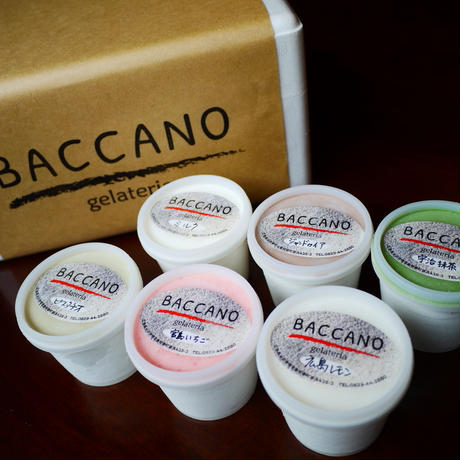 BACCANO
gelateria
BACCANO
gelateria
ミルク
BACCANO
gelateria
ジャンドゥイア
BACCANO
gelateria
宇治抹茶
BACCANO
gelateria
ピスタチオ
BACCANO
gelateria
いちご
BACCANO
gelateria
広島レモン